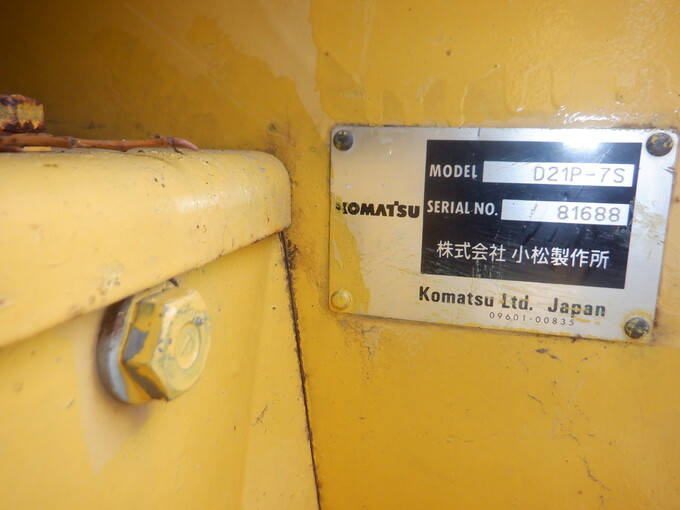 MODEL D21P-7S
KOMATSU SERIAL NO. 81688
株式会社 小松製作所
Komatsu Ltd. Japan
09601-00835